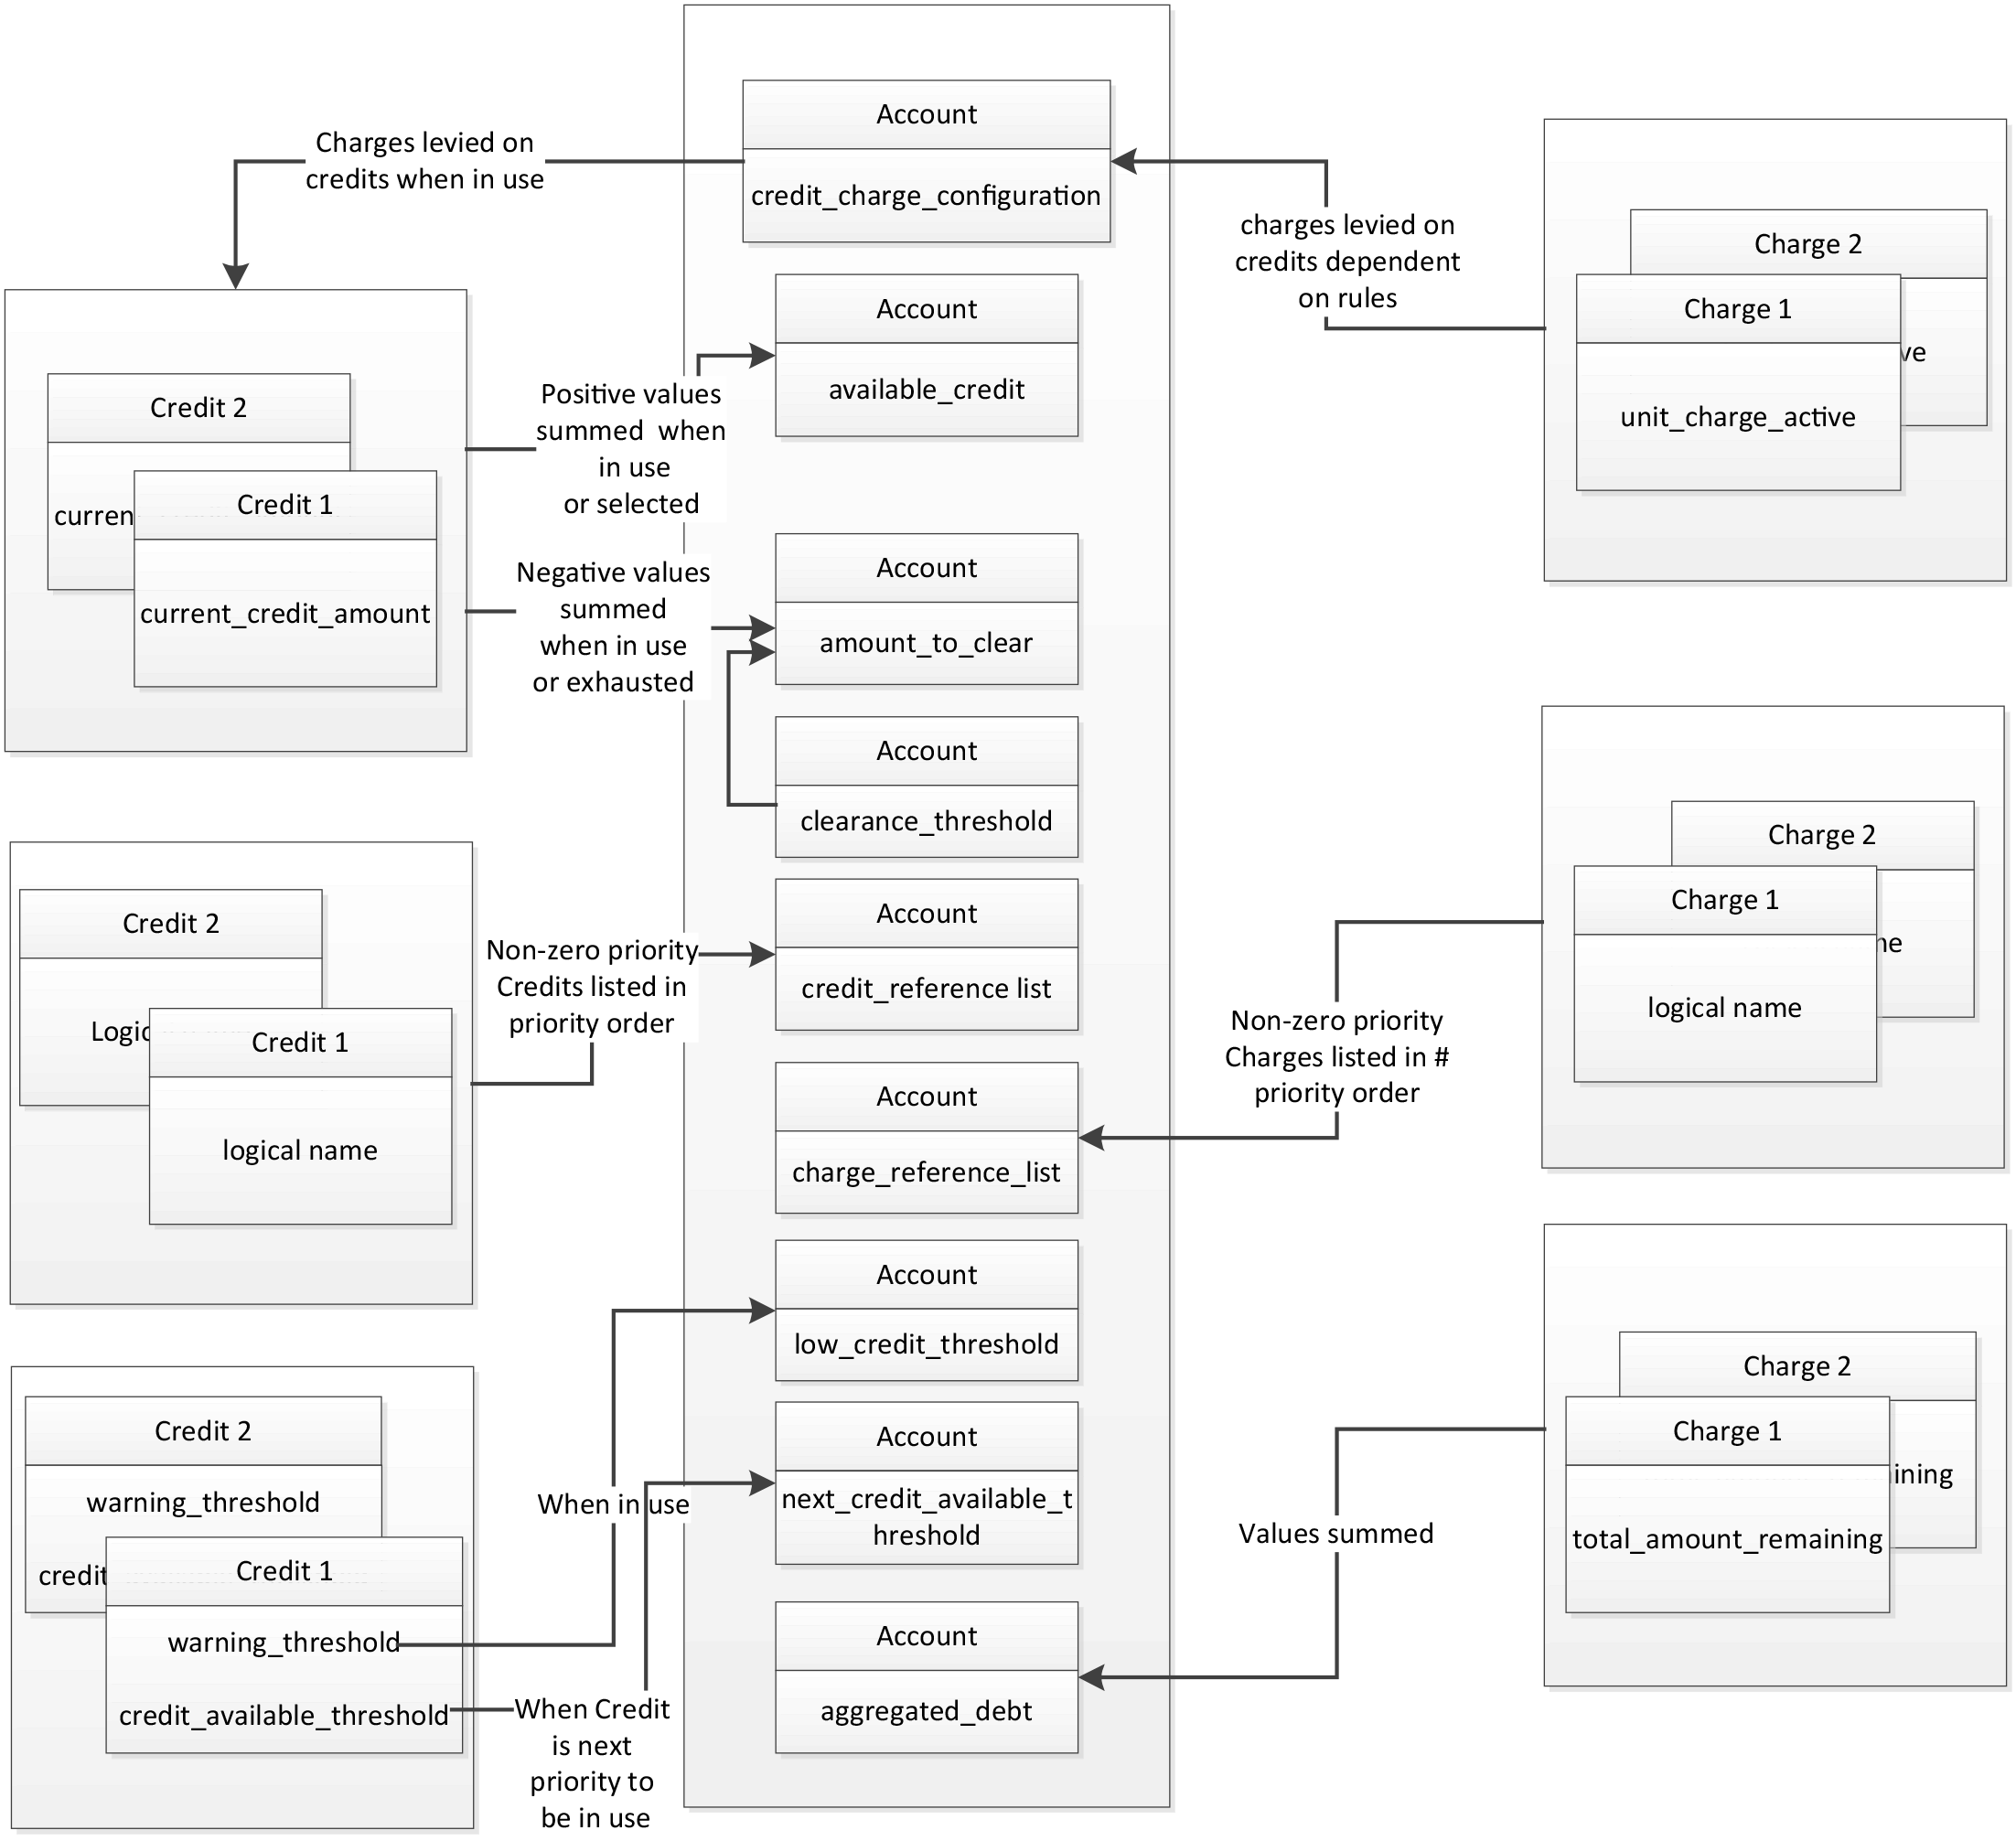 Account
credit_charge_configuration
Charges levied on
credits when in use
charges levied on
credits dependent
on rules
Charge 2
ve
Charge 1
unit_charge_active
Account
available_credit
Positive values
summed  when
in use
or selected
Credit 2
curren
Credit 1
current_credit_amount
Negative values
summed
when in use
or exhausted
Account
amount_to_clear
Account
clearance_threshold
Credit 2
Logic
Credit 1
logical name
Non-zero priority
Credits listed in
priority order
Account
credit_reference list
Charge 2
ne
Charge 1
logical name
Non-zero priority
Charges listed in #
priority order
Account
charge_reference_list
Account
low_credit_threshold
Account
next_credit_available_t
hreshold
Credit 2
warning_threshold
credit
Credit 1
warning_threshold
credit_available_threshold
When in use
When Credit
is next
priority to
be in use
Charge 2
ining
Charge 1
total_amount_remaining
Values summed
Account
aggregated_debt